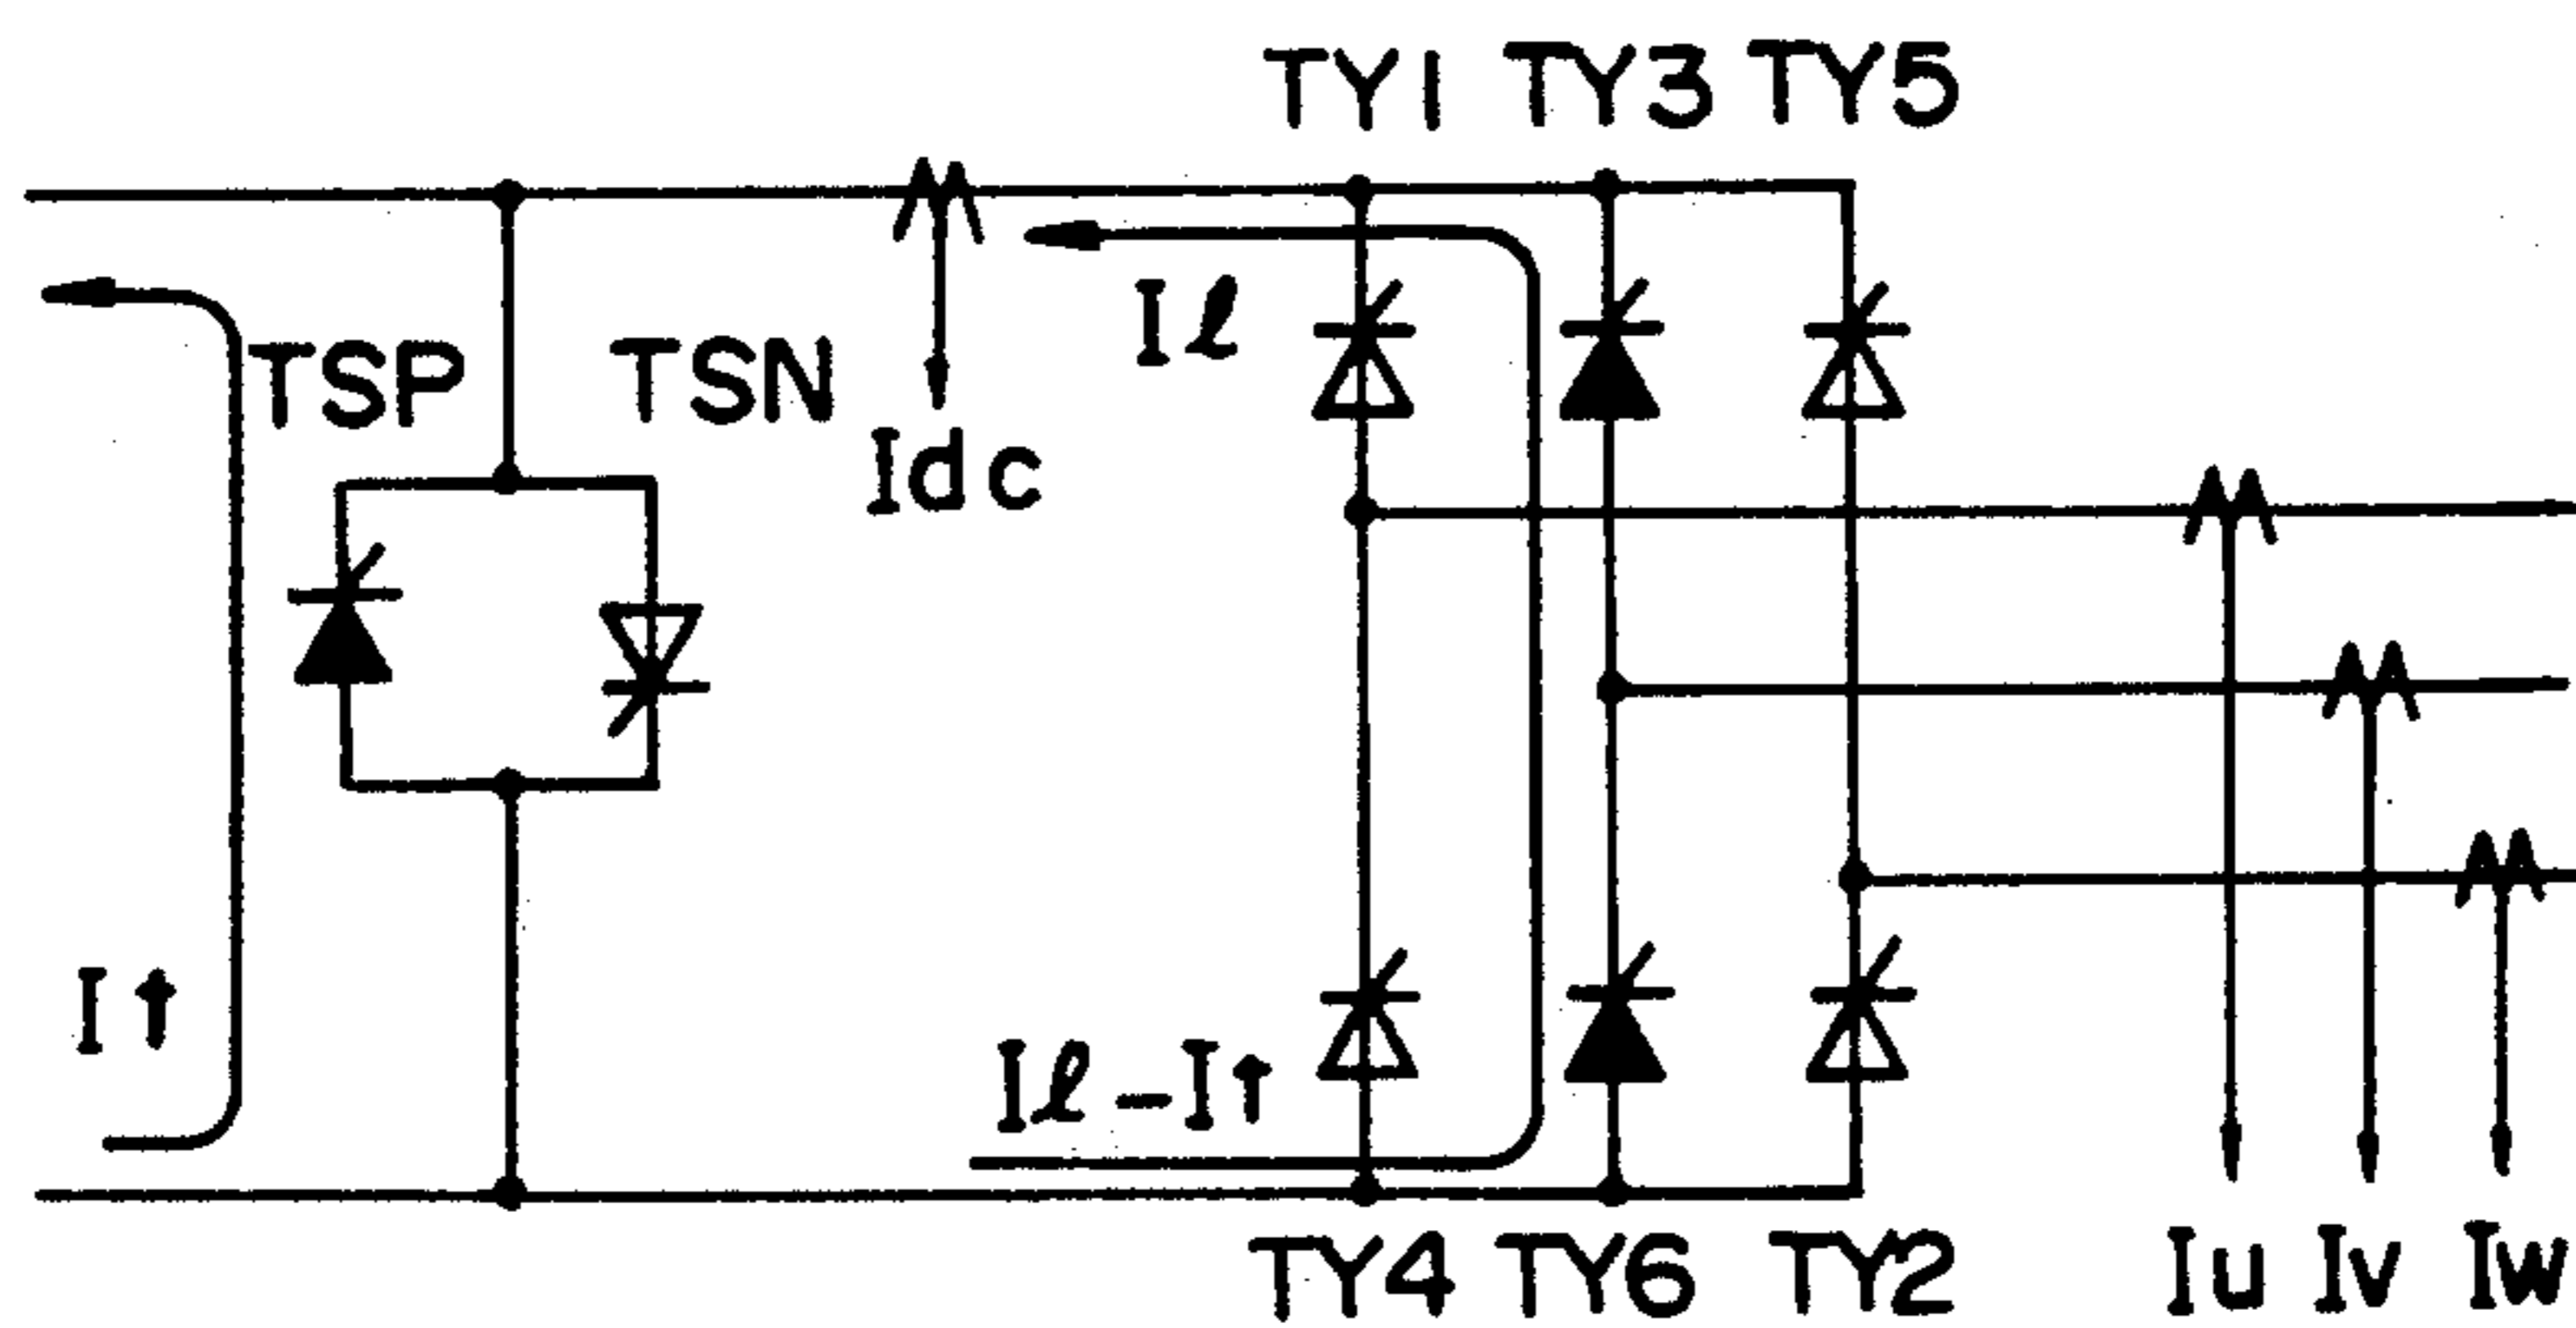 TY1 TY3 TY5
Iℓ
TSP TSN
Idc
It
Iℓ-It
TY4 TY6 TY2
Iu Iv Iw